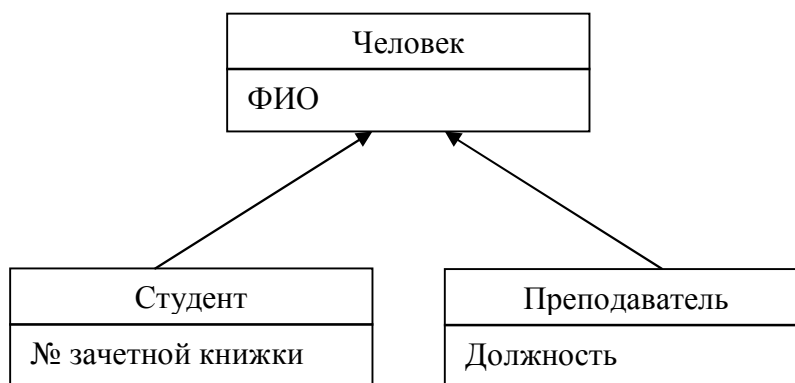 Человек
ФИО
Студент
№ зачетной книжки
Преподаватель
Должность